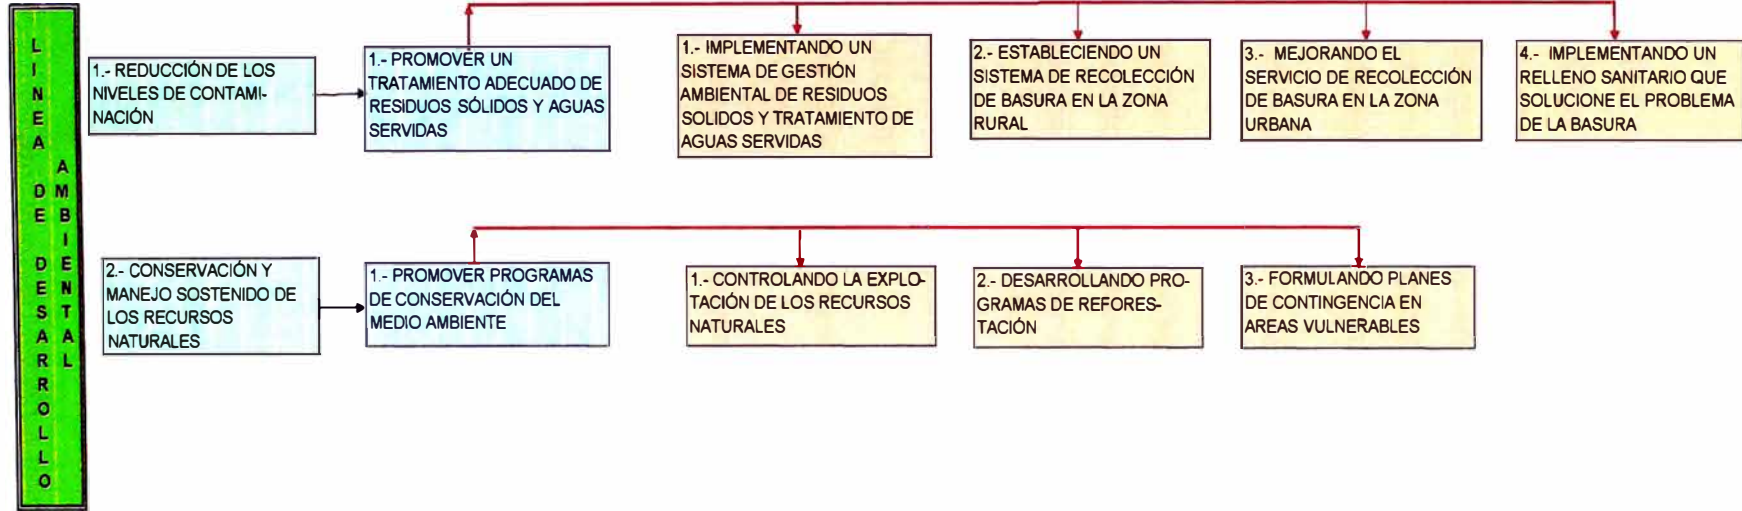 LINEA DE DESARROLLO
AMBIENTAL
1.- REDUCCIÓN DE LOS
NIVELES DE CONTAMI-
NACIÓN
1.- PROMOVER UN
TRATAMIENTO ADECUADO DE
RESIDUOS SÓLIDOS Y AGUAS
SERVIDAS
1.- IMPLEMENTANDO UN
SISTEMA DE GESTIÓN
AMBIENTAL DE RESIDUOS
SOLIDOS Y TRATAMIENTO DE
AGUAS SERVIDAS
2.- ESTABLECIENDO UN
SISTEMA DE RECOLECCIÓN
DE BASURA EN LA ZONA
RURAL
3.- MEJORANDO EL
SERVICIO DE RECOLECCIÓN
DE BASURA EN LA ZONA
URBANA
4.- IMPLEMENTANDO UN
RELLENO SANITARIO QUE
SOLUCIONE EL PROBLEMA
DE LA BASURA
2.- CONSERVACIÓN Y
MANEJO SOSTENIDO DE
LOS RECURSOS
NATURALES
1.- PROMOVER PROGRAMAS
DE CONSERVACIÓN DEL
MEDIO AMBIENTE
1.- CONTROLANDO LA EXPLO-
TACIÓN DE LOS RECURSOS
NATURALES
2.- DESARROLLANDO PRO-
GRAMAS DE REFORES-
TACIÓN
3.- FORMULANDO PLANES
DE CONTINGENCIA EN
AREAS VULNERABLES